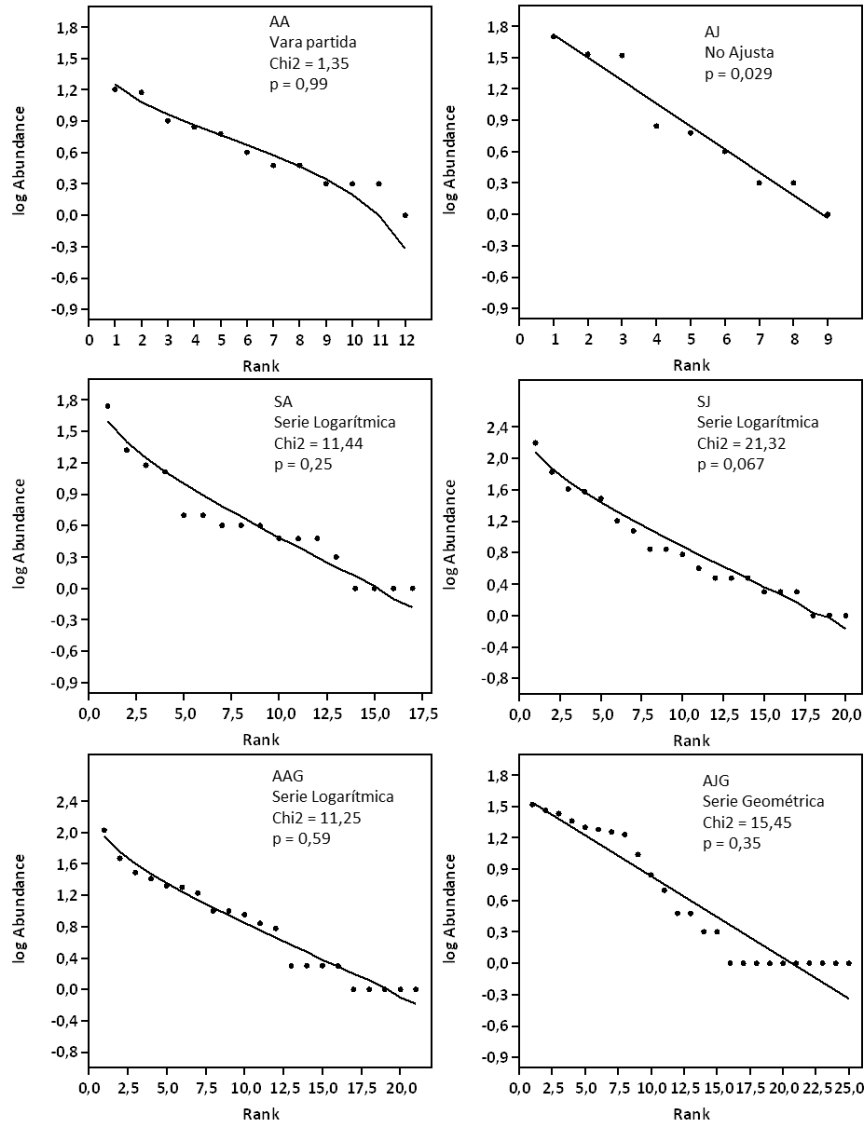 AA
Vara partida
Chi2 = 1,35
p = 0,99
log Abundance
1,8
1,5
1,2
0,9
0,6
0,3
0,0
-0,3
-0,6
-0,9
0 1 2 3 4 5 6 7 8 9 10 11 12
Rank
AJ
No Ajusta
p = 0,029
log Abundance
1,8
1,5
1,2
0,9
0,6
0,3
0,0
-0,3
-0,6
-0,9
0 1 2 3 4 5 6 7 8 9
Rank
SA
Serie Logarítmica
Chi2 = 11,44
p = 0,25
log Abundance
1,8
1,5
1,2
0,9
0,6
0,3
0,0
-0,3
-0,6
-0,9
0,0 2,5 5,0 7,5 10,0 12,5 15,0 17,5
Rank
SJ
Serie Logarítmica
Chi2 = 21,32
p = 0,067
log Abundance
2,4
2,0
1,6
1,2
0,8
0,4
0,0
-0,4
-0,8
0,0 2,5 5,0 7,5 10,0 12,5 15,0 17,5 20,0
Rank
AAG
Serie Logarítmica
Chi2 = 11,25
p = 0,59
log Abundance
2,4
2,0
1,6
1,2
0,8
0,4
0,0
-0,4
-0,8
0,0 2,5 5,0 7,5 10,0 12,5 15,0 17,5 20,0
Rank
AJG
Serie Geométrica
Chi2 = 15,45
p = 0,35
log Abundance
1,8
1,5
1,2
0,9
0,6
0,3
0,0
-0,3
-0,6
-0,9
0,0 2,5 5,0 7,5 10,0 12,5 15,0 17,5 20,0 22,5 25,0
Rank